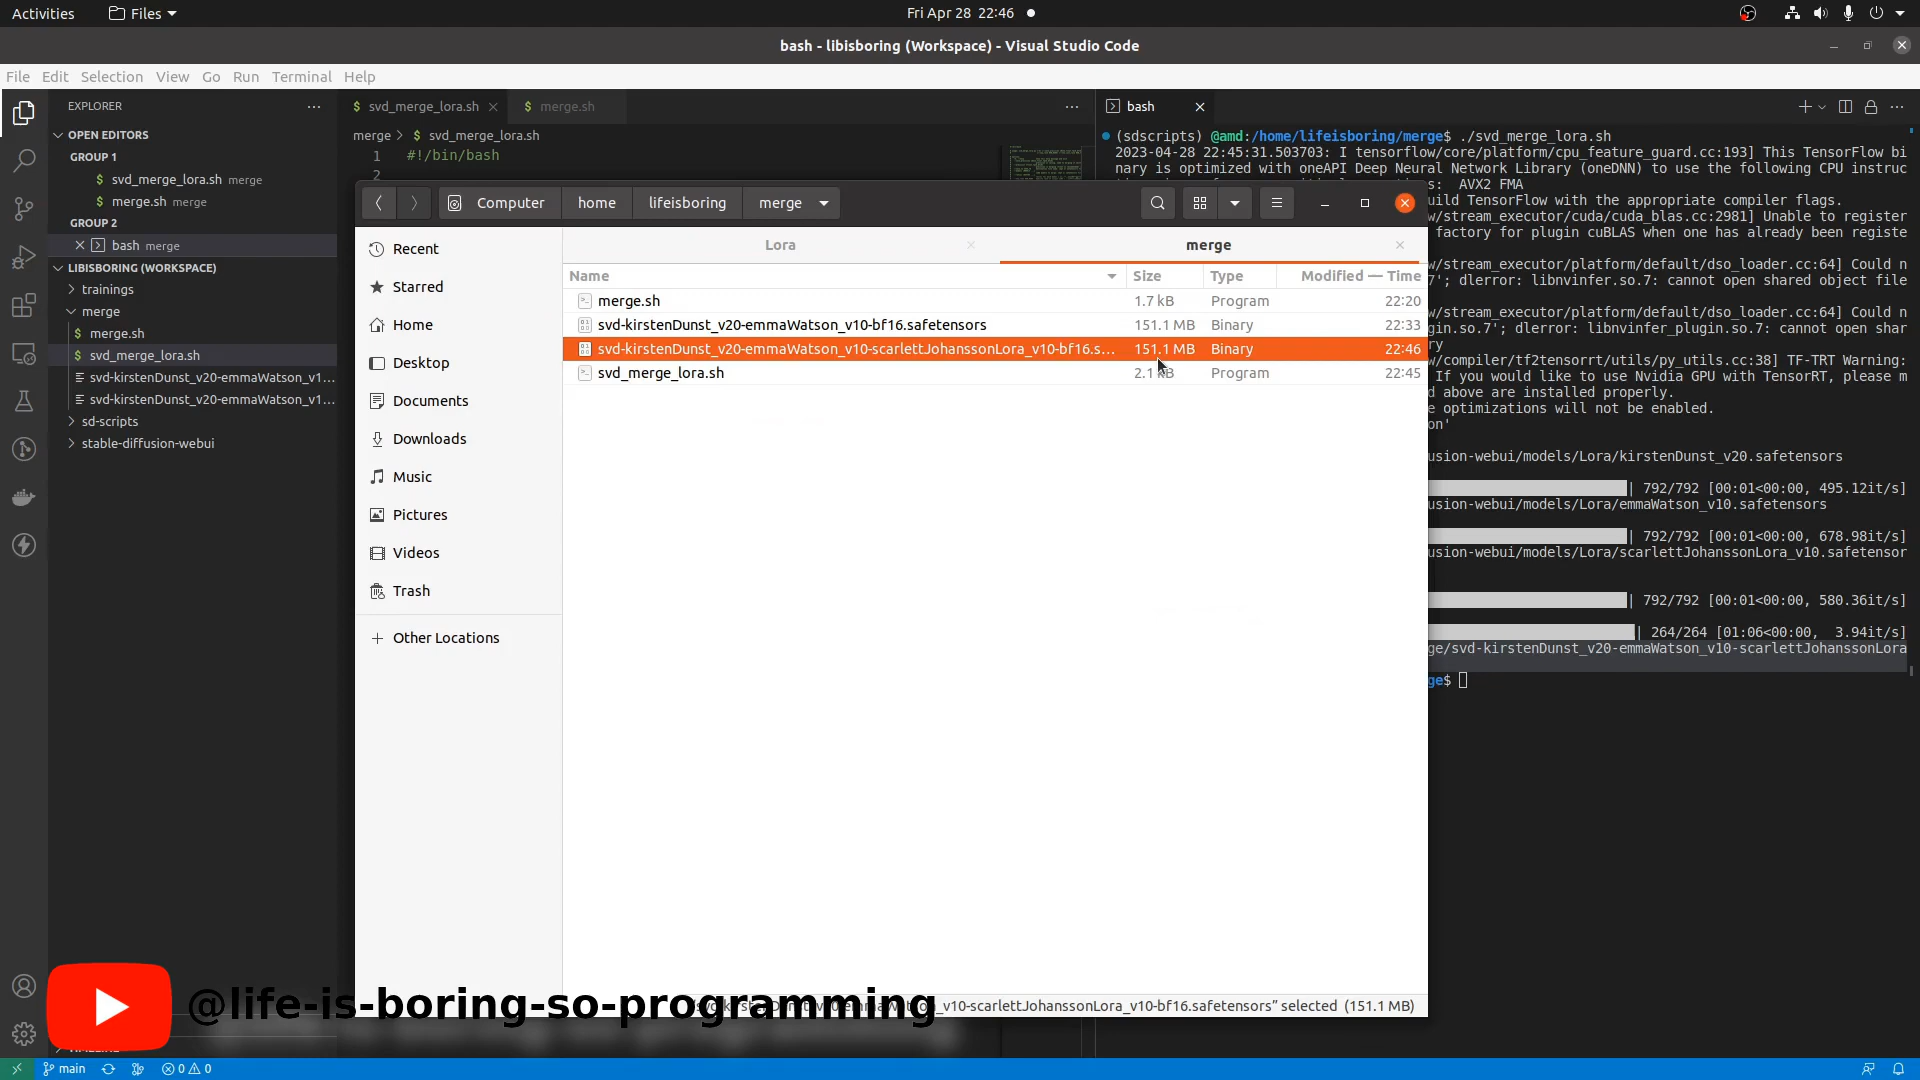 Activities
Files
Fri Apr 28 22:46
bash - libisboring (Workspace) - Visual Studio Code
File Edit Selection View Go Run Terminal Help
EXPLORER
OPEN EDITORS
GROUP 1
svd_merge_lora.sh merge
merge.sh merge
GROUP 2
bash merge
LIBISBORING (WORKSPACE)
trainings
merge
merge.sh
svd_merge_lora.sh
svd-kirstenDunst_v20-emmaWatson_v1...
svd-kirstenDunst_v20-emmaWatson_v1...
sd-scripts
stable-diffusion-webui
svd_merge_lora.sh
merge.sh
merge > svd_merge_lora.sh
1 #!/bin/bash
2
Computer home lifeisboring merge
Recent
Starred
Home
Desktop
Documents
Downloads
Music
Pictures
Videos
Trash
Other Locations
Lora
merge
Name Size Type Modified — Time
merge.sh 1.7 kB Program 22:20
svd-kirstenDunst_v20-emmaWatson_v10-bf16.safetensors 151.1 MB Binary 22:33
svd-kirstenDunst_v20-emmaWatson_v10-scarlettJohanssonLora_v10-bf16.s... 151.1 MB Binary 22:46
svd_merge_lora.sh 2.1 kB Program 22:45
_v10-scarlettJohanssonLora_v10-bf16.safetensors” selected (151.1 MB)
bash
(sdscripts) @amd:/home/lifeisboring/merge$ ./svd_merge_lora.sh
2023-04-28 22:45:31.503703: I tensorflow/core/platform/cpu_feature_guard.cc:193] This TensorFlow bi
nary is optimized with oneAPI Deep Neural Network Library (oneDNN) to use the following CPU instruc
: AVX2 FMA
uild TensorFlow with the appropriate compiler flags.
w/stream_executor/cuda/cuda_blas.cc:2981] Unable to register
factory for plugin cuBLAS when one has already been registe
w/stream_executor/platform/default/dso_loader.cc:64] Could n
7'; dlerror: libnvinfer.so.7: cannot open shared object file
w/stream_executor/platform/default/dso_loader.cc:64] Could n
gin.so.7'; dlerror: libnvinfer_plugin.so.7: cannot open shar
ry
w/compiler/tf2tensorrt/utils/py_utils.cc:38] TF-TRT Warning:
If you would like to use Nvidia GPU with TensorRT, please m
d above are installed properly.
e optimizations will not be enabled.
on'
usion-webui/models/Lora/kirstenDunst_v20.safetensors
| 792/792 [00:01<00:00, 495.12it/s]
usion-webui/models/Lora/emmaWatson_v10.safetensors
| 792/792 [00:01<00:00, 678.98it/s]
usion-webui/models/Lora/scarlettJohanssonLora_v10.safetensor
| 792/792 [00:01<00:00, 580.36it/s]
| 264/264 [01:06<00:00, 3.94it/s]
ge/svd-kirstenDunst_v20-emmaWatson_v10-scarlettJohanssonLora
ge$
@life-is-boring-so-programming
main
0 0